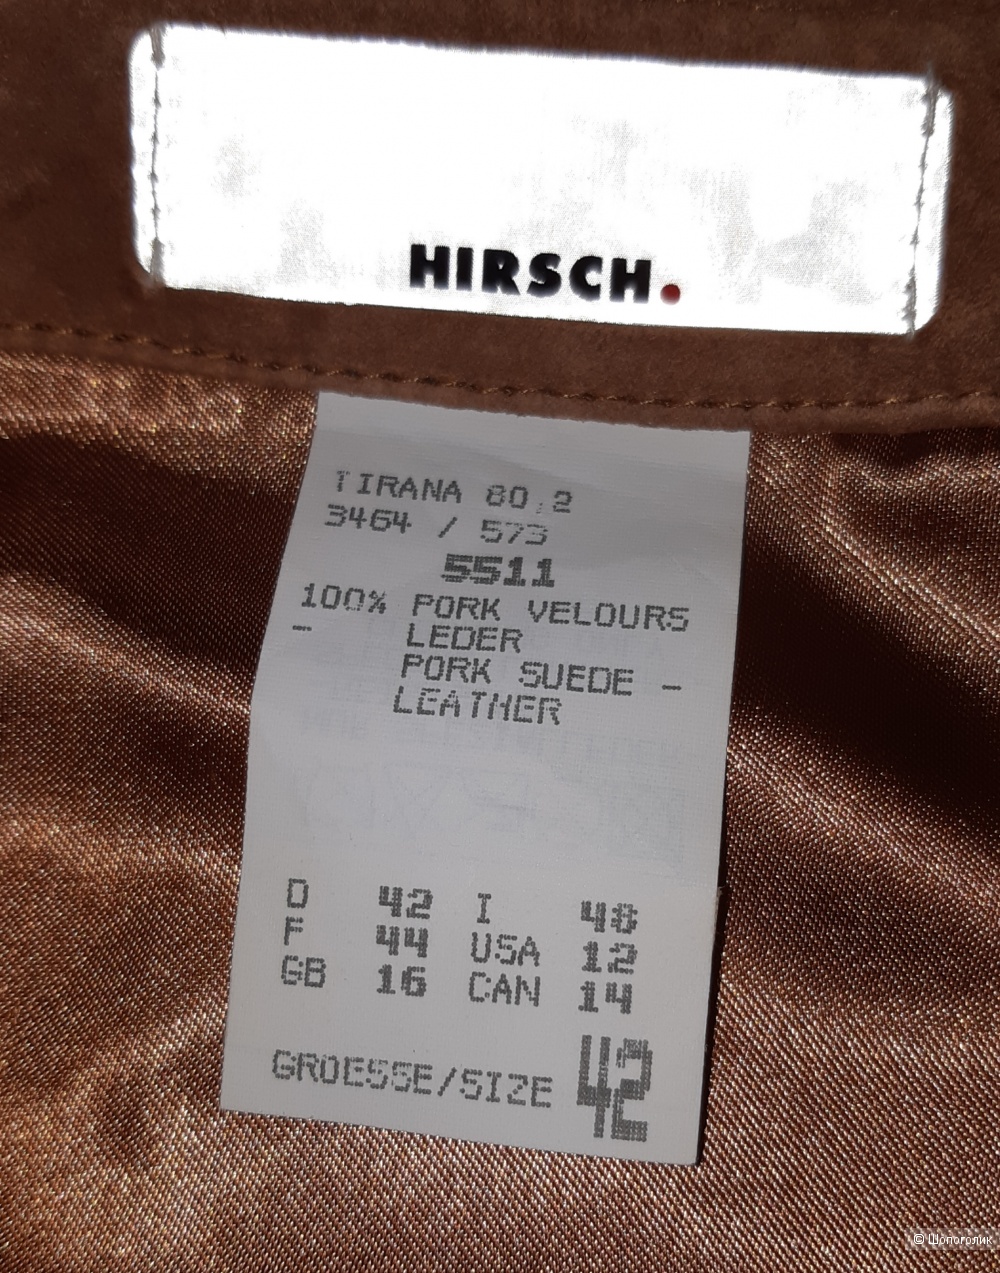 HIRSCH.
TIRANA 80,2
3464 / 573
5511
100% PORK VELOURS
- LEDER
PORK SUEDE -
LEATHER
D 42 I 48
F 44 USA 12
GB 16 CAN 14
GROESSE/SIZE 42
© Шопоголик